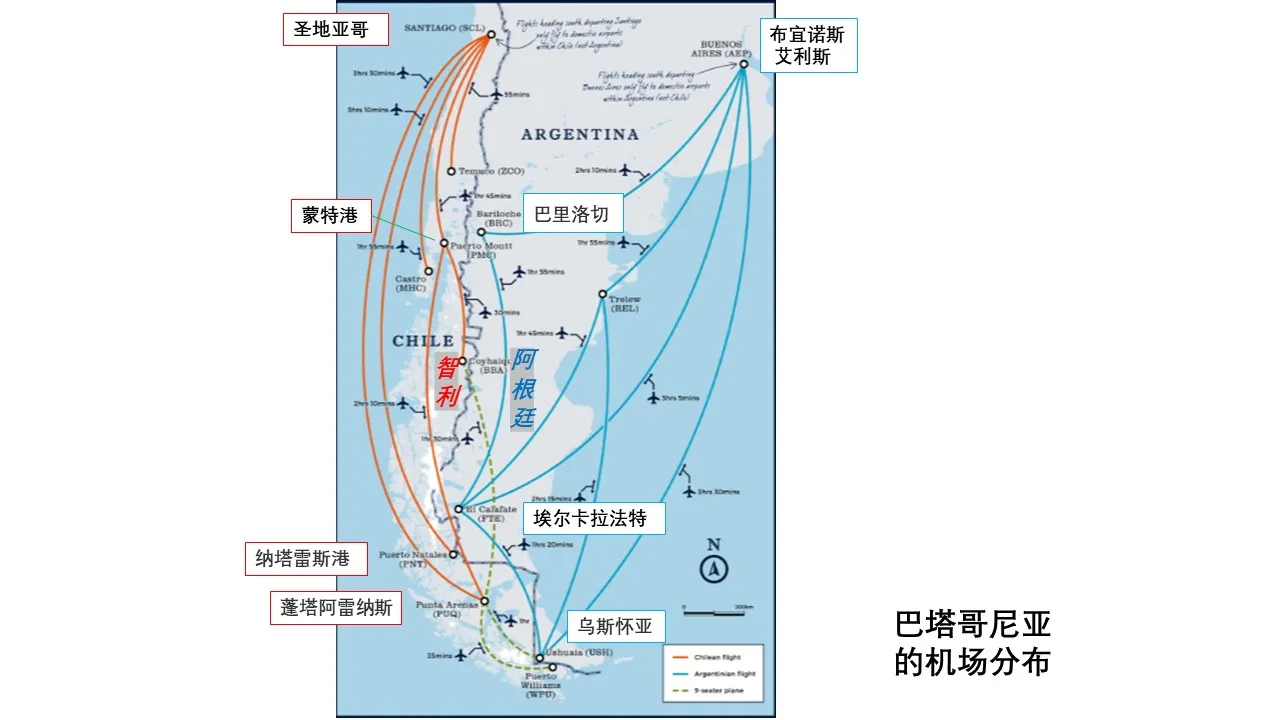 圣地亚哥
SANTIAGO (SCL)
Flights heading south departing Santiago
only fly to domestic airports
within Chile (not Argentina)
布宜诺斯
艾利斯
BUENOS
AIRES (AEP)
Flights heading south departing
Buenos Aires only fly to domestic airports
within Argentina (not Chile)
3hrs 30mins
3hrs 10mins
55mins
ARGENTINA
Temuco (ZCO)
2hrs 10mins
1hr 45mins
蒙特港
Bariloche
(BRC)
巴里洛切
1hr 55mins
Puerto Montt
(PMC)
1hr 55mins
Castro
(MHC)
1hr 55mins
Trelew
(REL)
30mins
1hr 45mins
CHILE
Coyhaiq
(BBA)
智利
阿根廷
2hrs 10mins
3hrs 5mins
1hr 30mins
2hrs 15mins
3hrs 30mins
El Calafate
(FTE)
埃尔卡拉法特
1hrs 20mins
纳塔雷斯港
Puerto Natales
(PNT)
N
蓬塔阿雷纳斯
Punta Arenas
(PUQ)
1hr
乌斯怀亚
0
Ushuaia (USH)
35mins
Puerto
Williams
(WPU)
Chilean flight
Argentinian flight
9-seater plane
巴塔哥尼亚
的机场分布